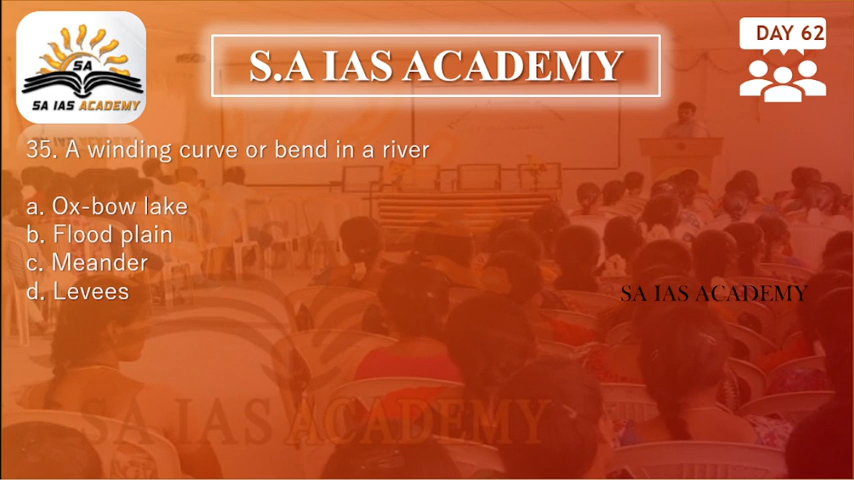 SA
SA IAS ACADEMY
S.A IAS ACADEMY
DAY 62
35. A winding curve or bend in a river
a. Ox-bow lake
b. Flood plain
c. Meander
d. Levees
SA IAS ACADEMY
SA
SA IAS ACADEMY